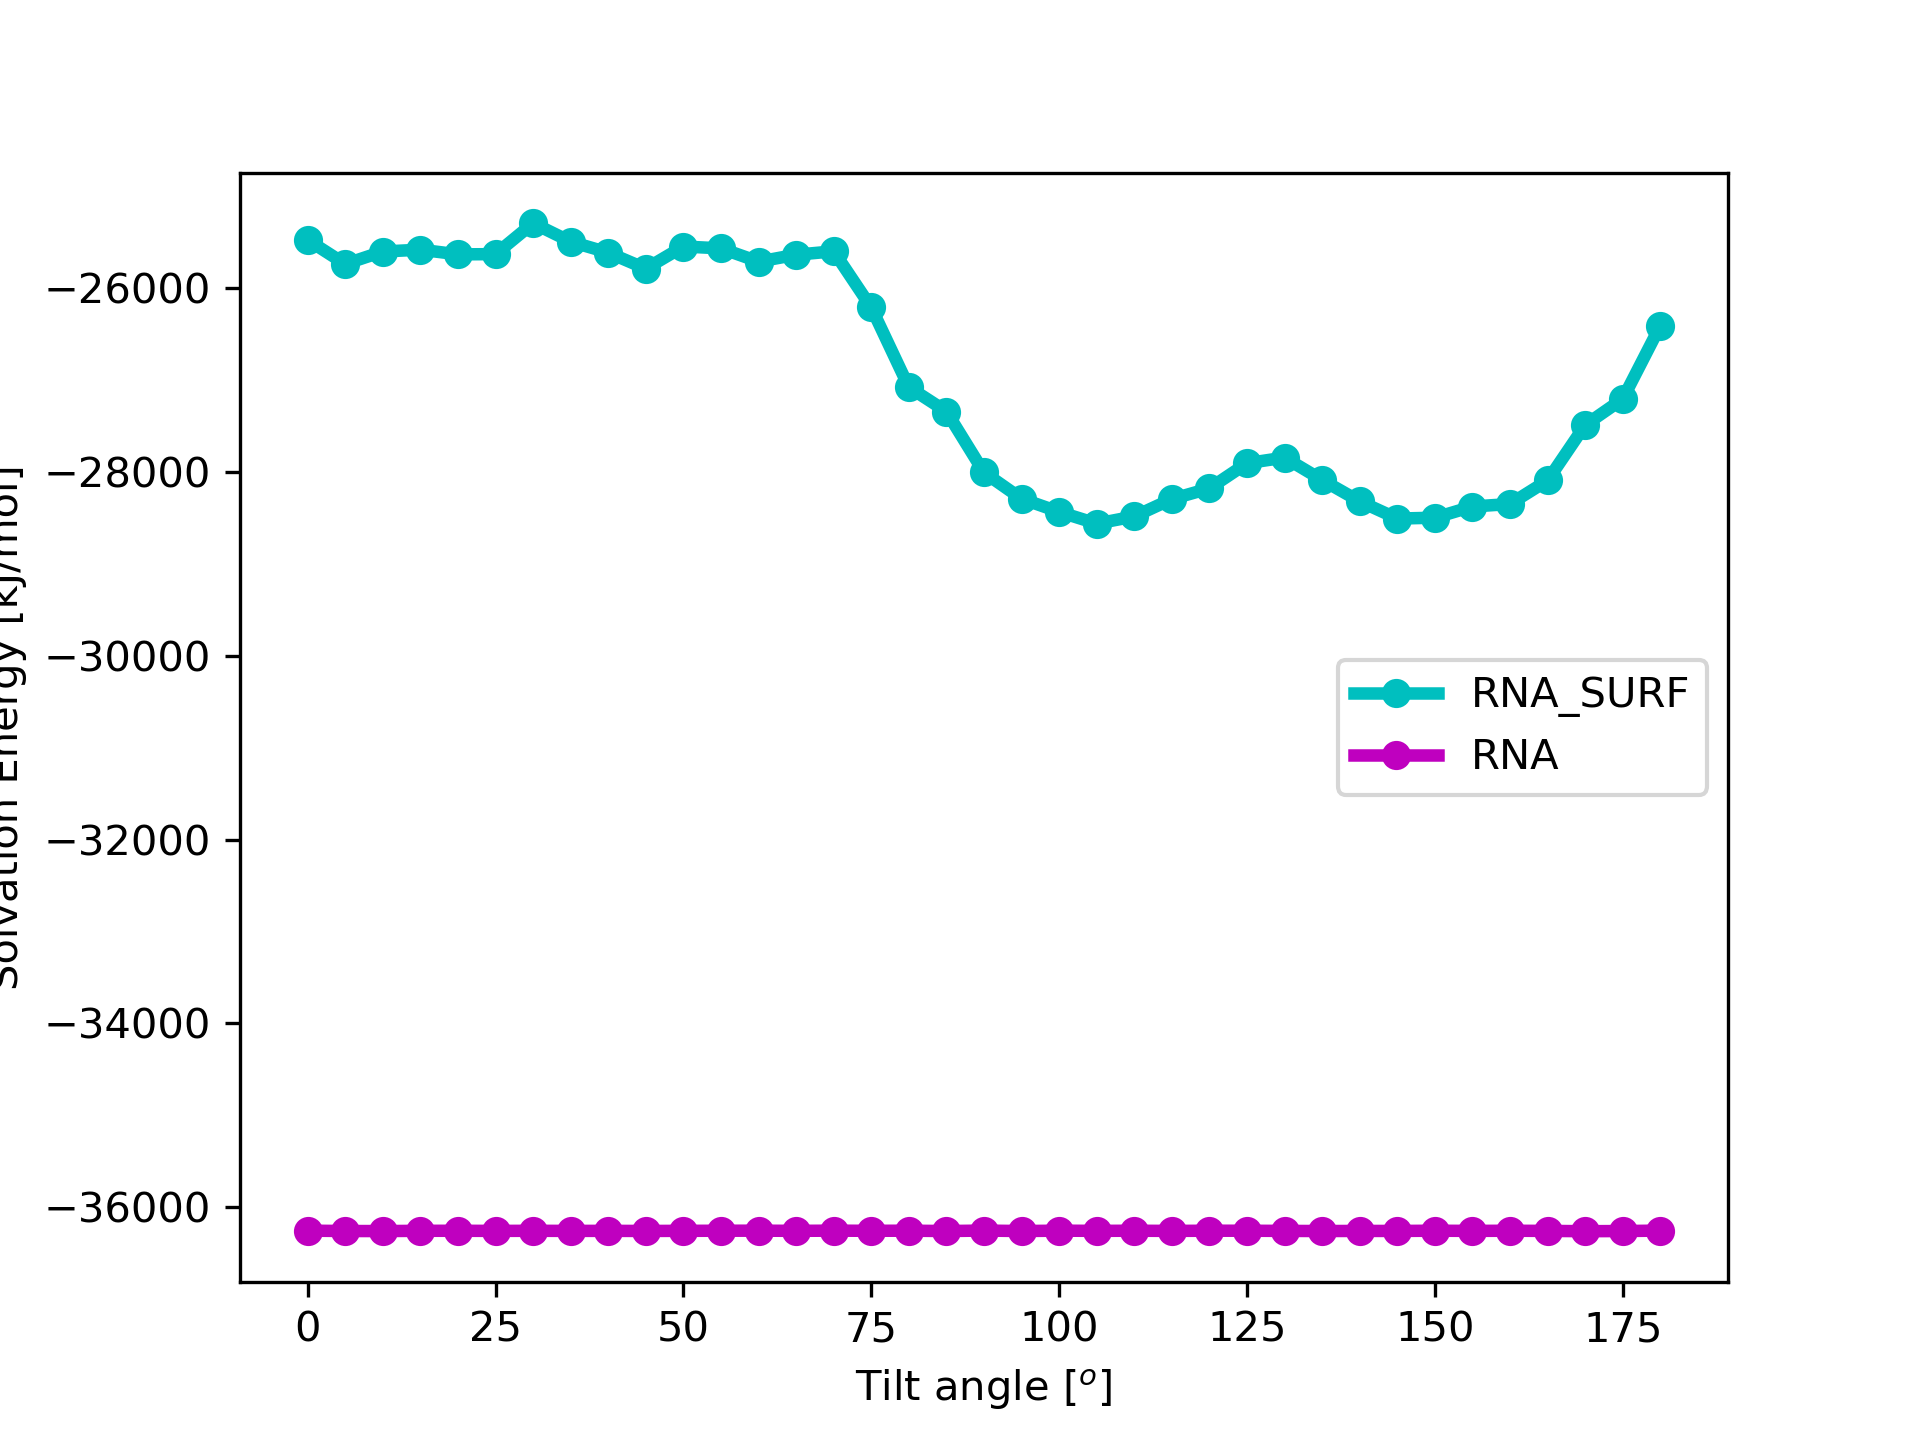 −26000
−28000
−30000
−32000
−34000
−36000
Solvation Energy [kJ/mol]
RNA_SURF
RNA
0 25 50 75 100 125 150 175
Tilt angle [º]